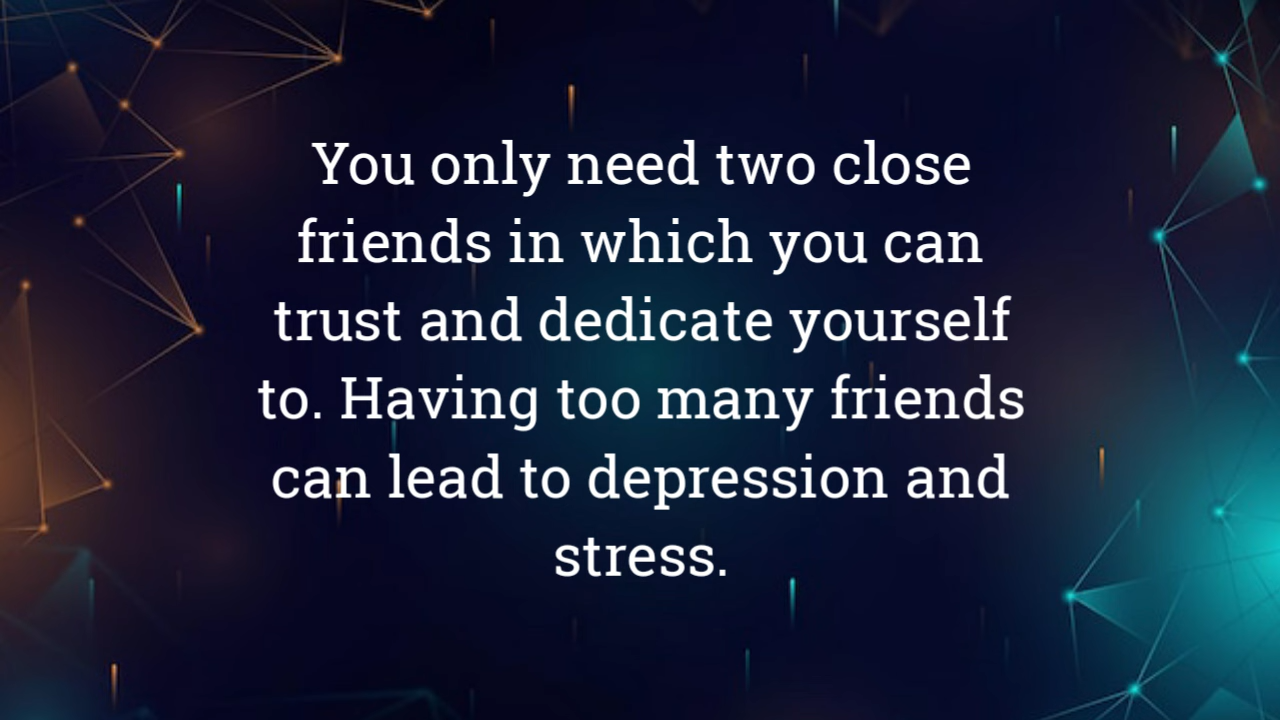 You only need two close
friends in which you can
trust and dedicate yourself
to. Having too many friends
can lead to depression and
stress.